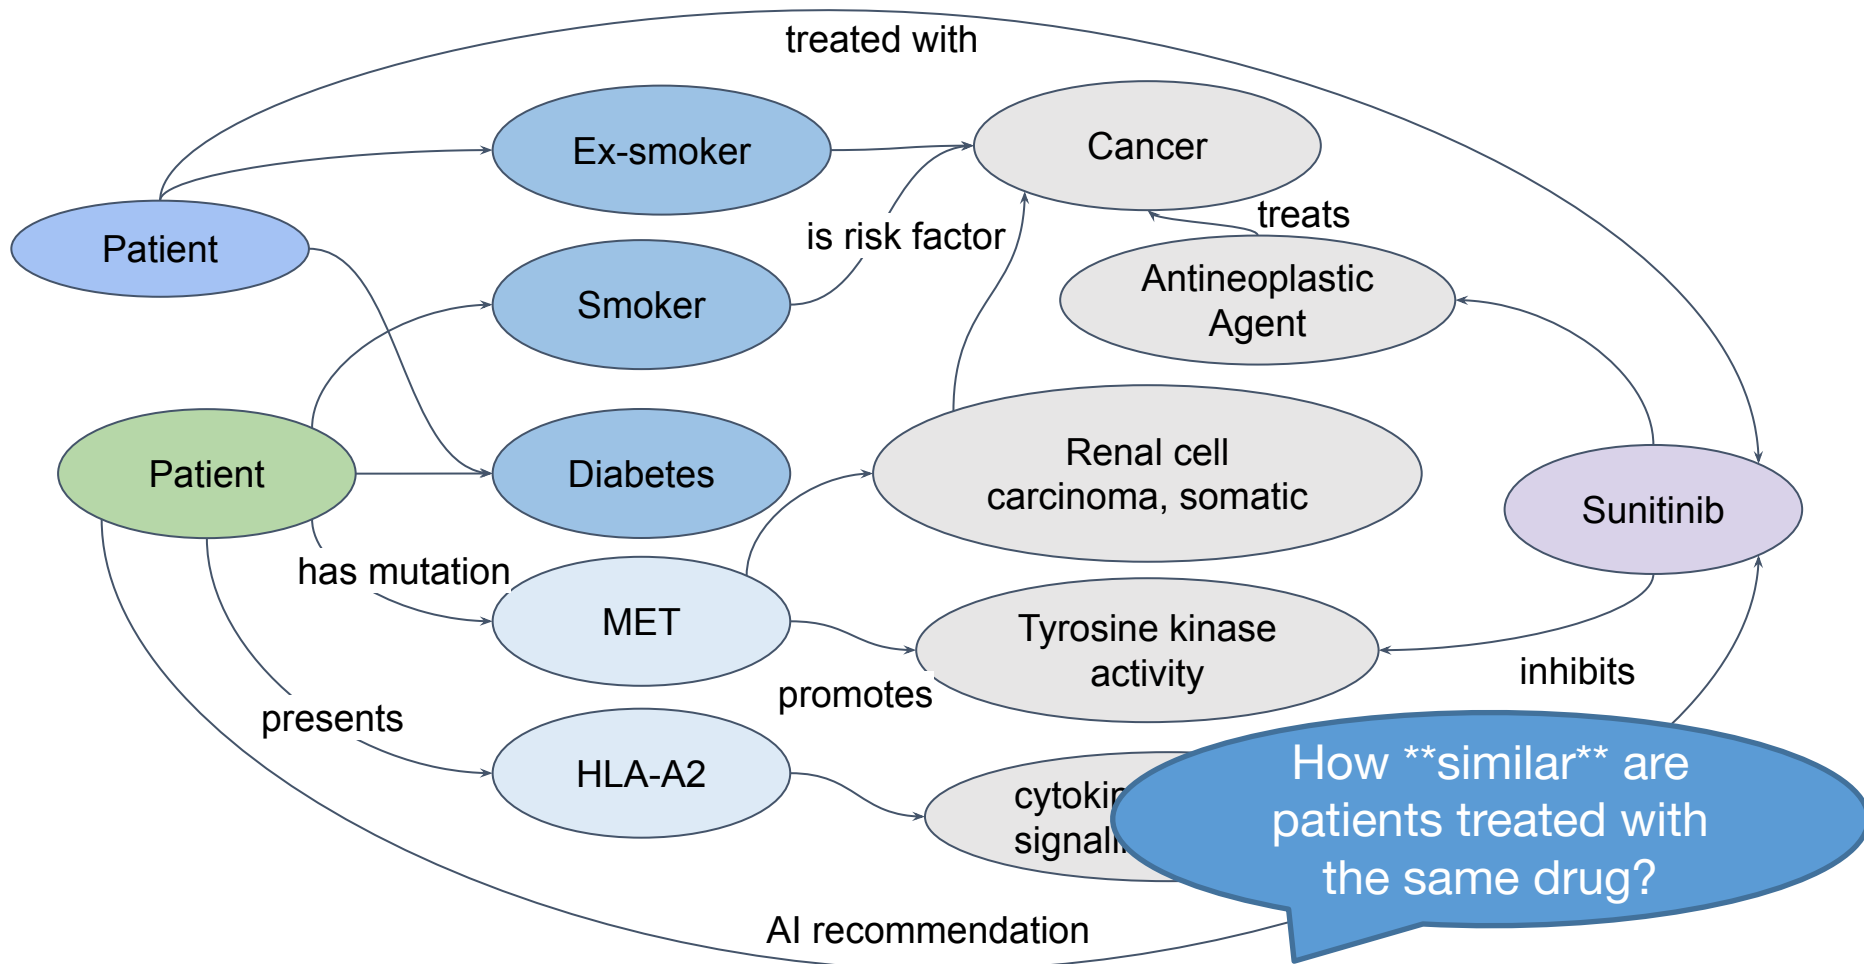 treated with
Ex-smoker
Cancer
Patient
is risk factor
treats
Smoker
Antineoplastic
Agent
Patient
Diabetes
Renal cell
carcinoma, somatic
Sunitinib
has mutation
MET
Tyrosine kinase
activity
inhibits
promotes
presents
HLA-A2
How **similar** are
patients treated with
the same drug?
AI recommendation